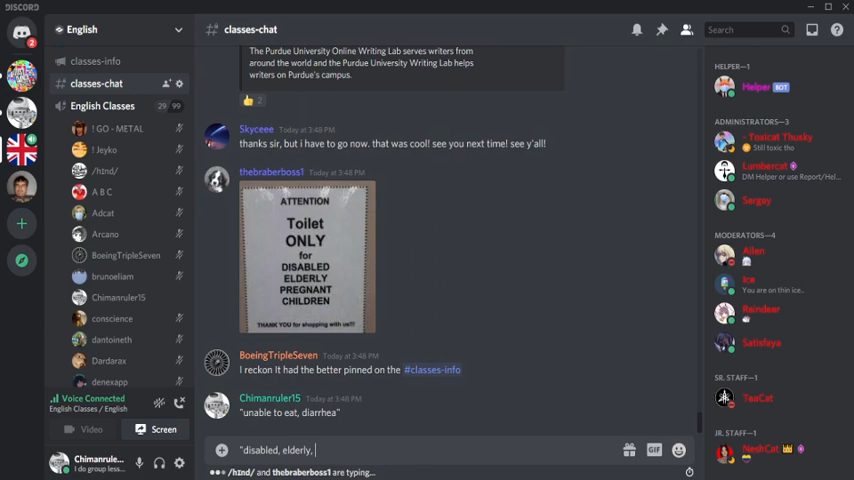 DISCORD
English
classes-chat
Search
2
classes-info
classes-chat
English Classes 29 99
! GO - METAL
! Jeyko
/hɪnd/
A B C
Adcat
Arcano
BoeingTripleSeven
brunoeliam
Chimanruler15
conscience
dantoineth
Dardarax
denexapp
Voice Connected
English Classes / English
Video
Screen
Chimanrule...
I do group less...
The Purdue University Online Writing Lab serves writers from
around the world and the Purdue University Writing Lab helps
writers on Purdue's campus.
2
Skyceee Today at 3:48 PM
thanks sir, but i have to go now. that was cool! see you next time! see y'all!
thebraberboss1 Today at 3:48 PM
ATTENTION
Toilet
ONLY
for
DISABLED
ELDERLY
PREGNANT
CHILDREN
THANK YOU for shopping with us!!!
BoeingTripleSeven Today at 3:48 PM
I reckon It had the better pinned on the #classes-info
Chimanruler15 Today at 3:48 PM
"unable to eat, diarrhea"
"disabled, elderly,
GIF
/hɪnd/ and thebraberboss1 are typing...
HELPER—1
Helper BOT
ADMINISTRATORS—3
Toxicat Thusky
Still toxic tho
Lumbercat
DM Helper or use Report/Hel...
Sergey
MODERATORS—4
Allen
Ice
You are on thin ice..
Reindeer
Satisfaya
SR. STAFF—1
TeaCat
JR. STAFF—1
NeshCat